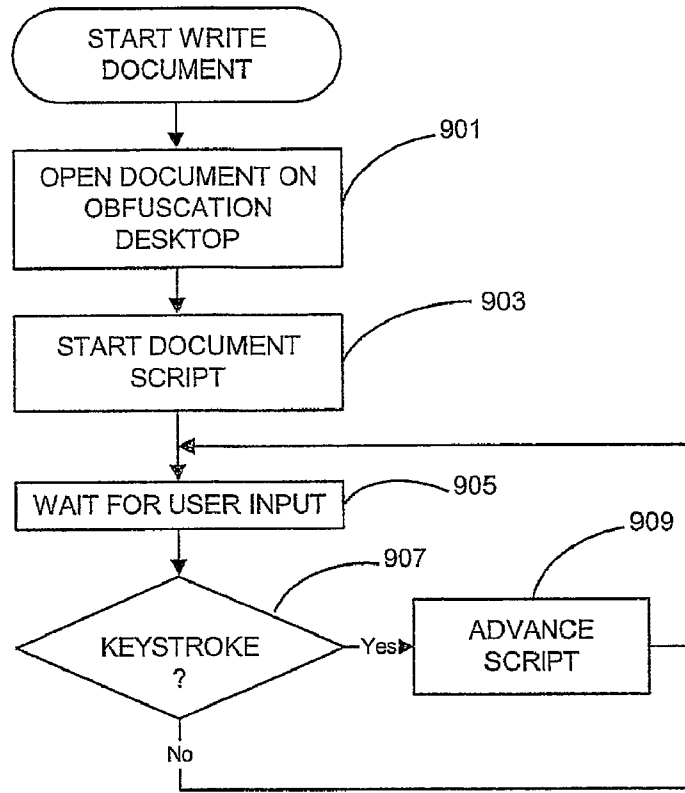 START WRITE
DOCUMENT
901
OPEN DOCUMENT ON
OBFUSCATION
DESKTOP
903
START DOCUMENT
SCRIPT
WAIT FOR USER INPUT
905
907
909
KEYSTROKE
?
Yes
ADVANCE
SCRIPT
No